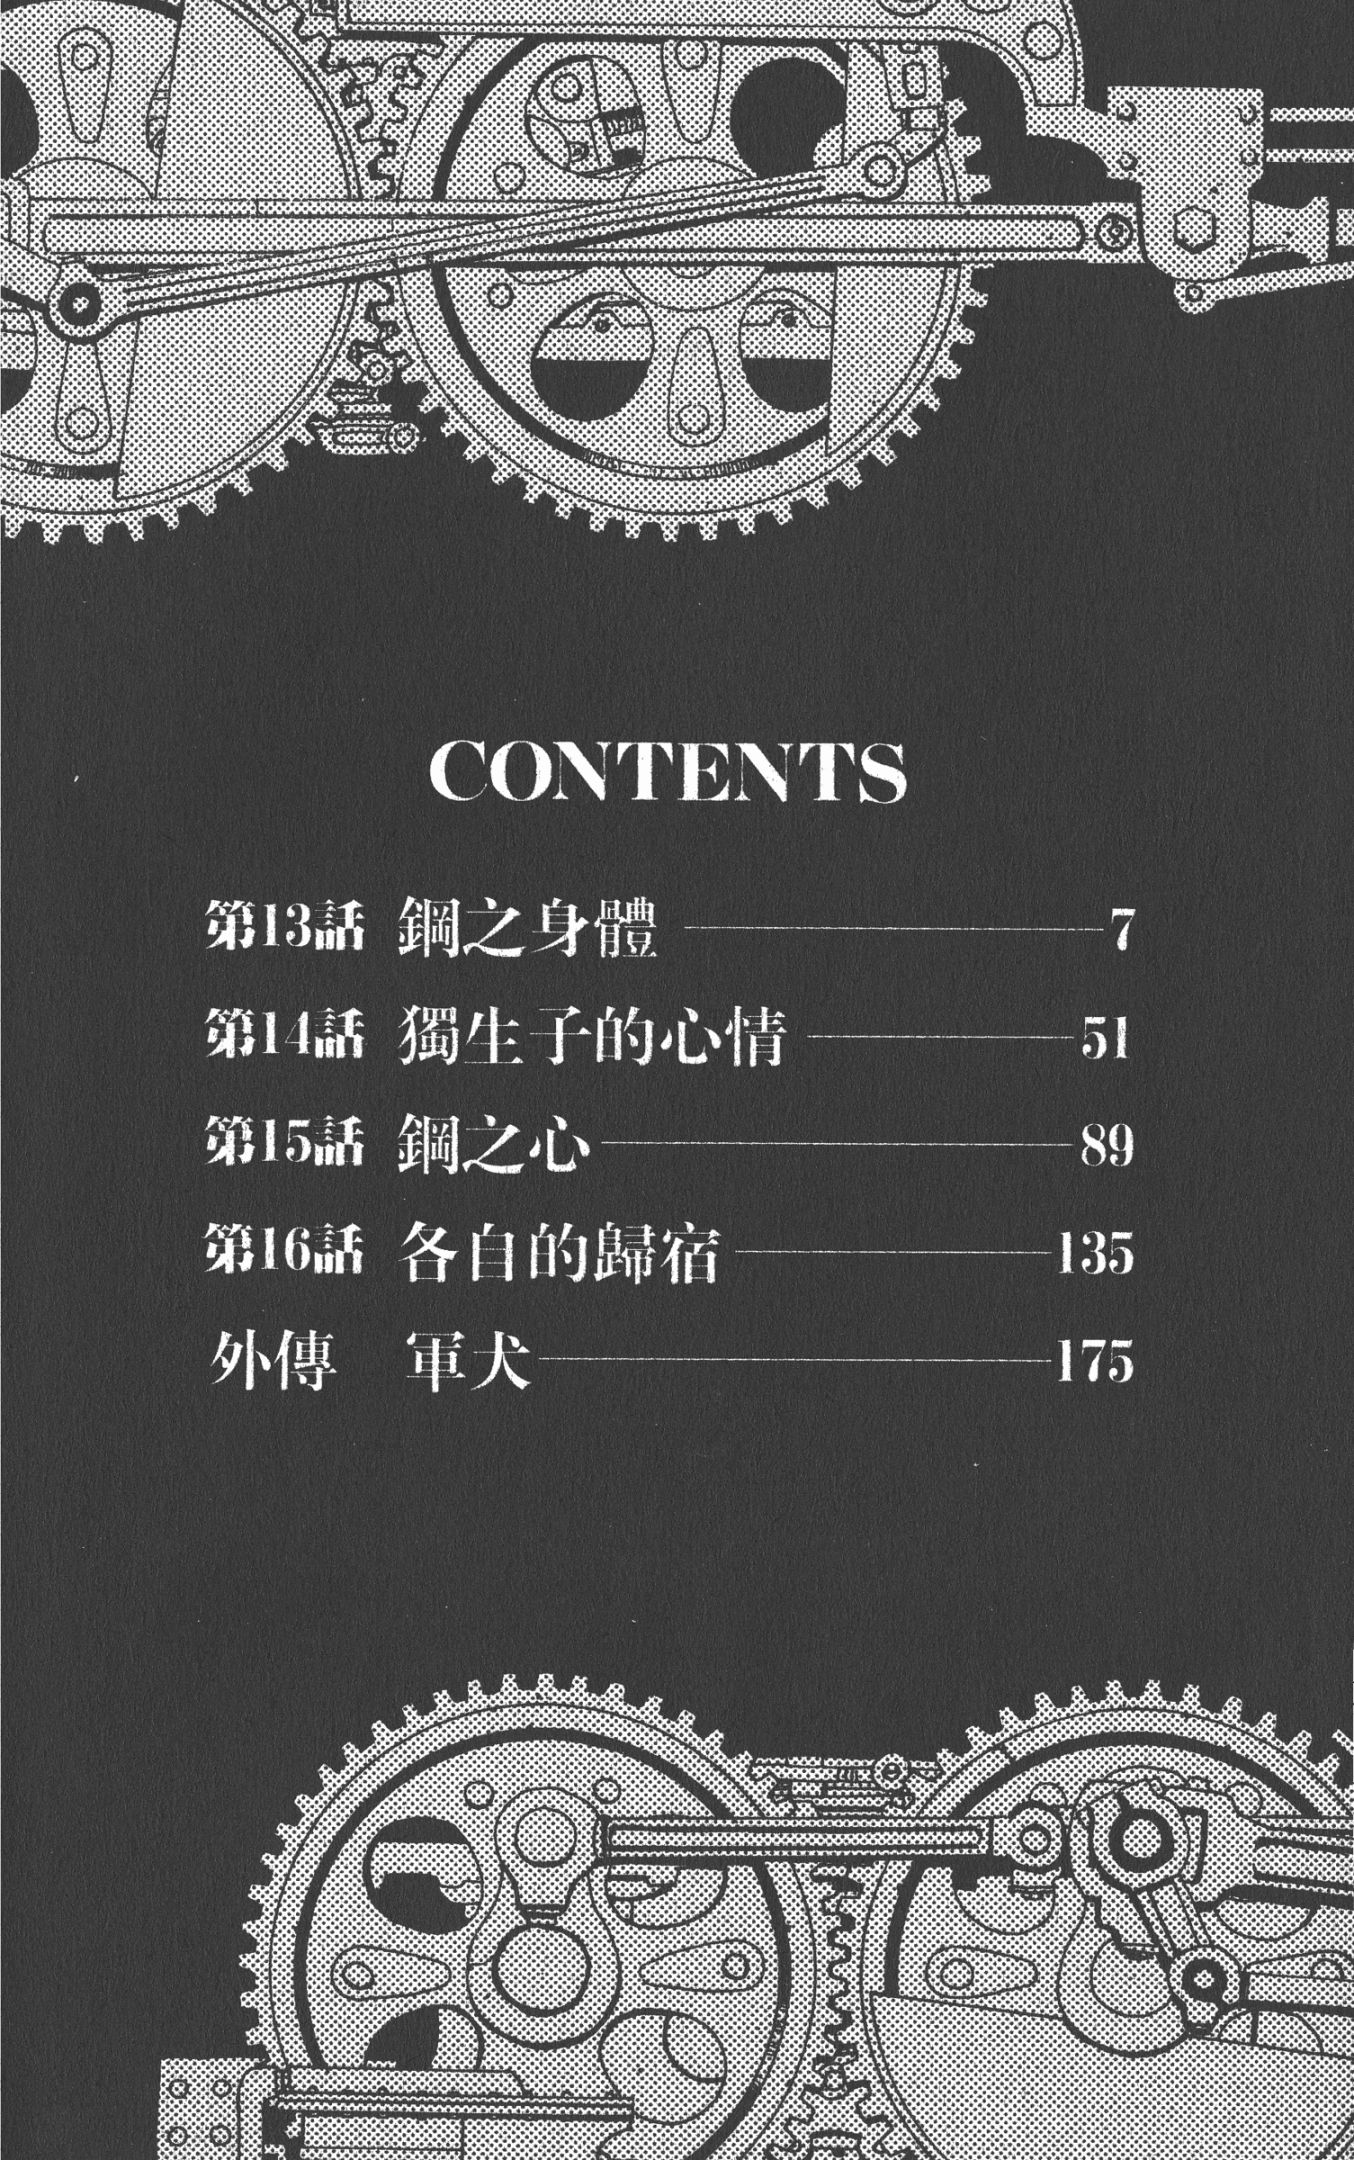 CONTENTS
第13話 鋼之身體 7
第14話 獨生子的心情 51
第15話 鋼之心 89
第16話 各自的歸宿 135
外傳 軍犬 175